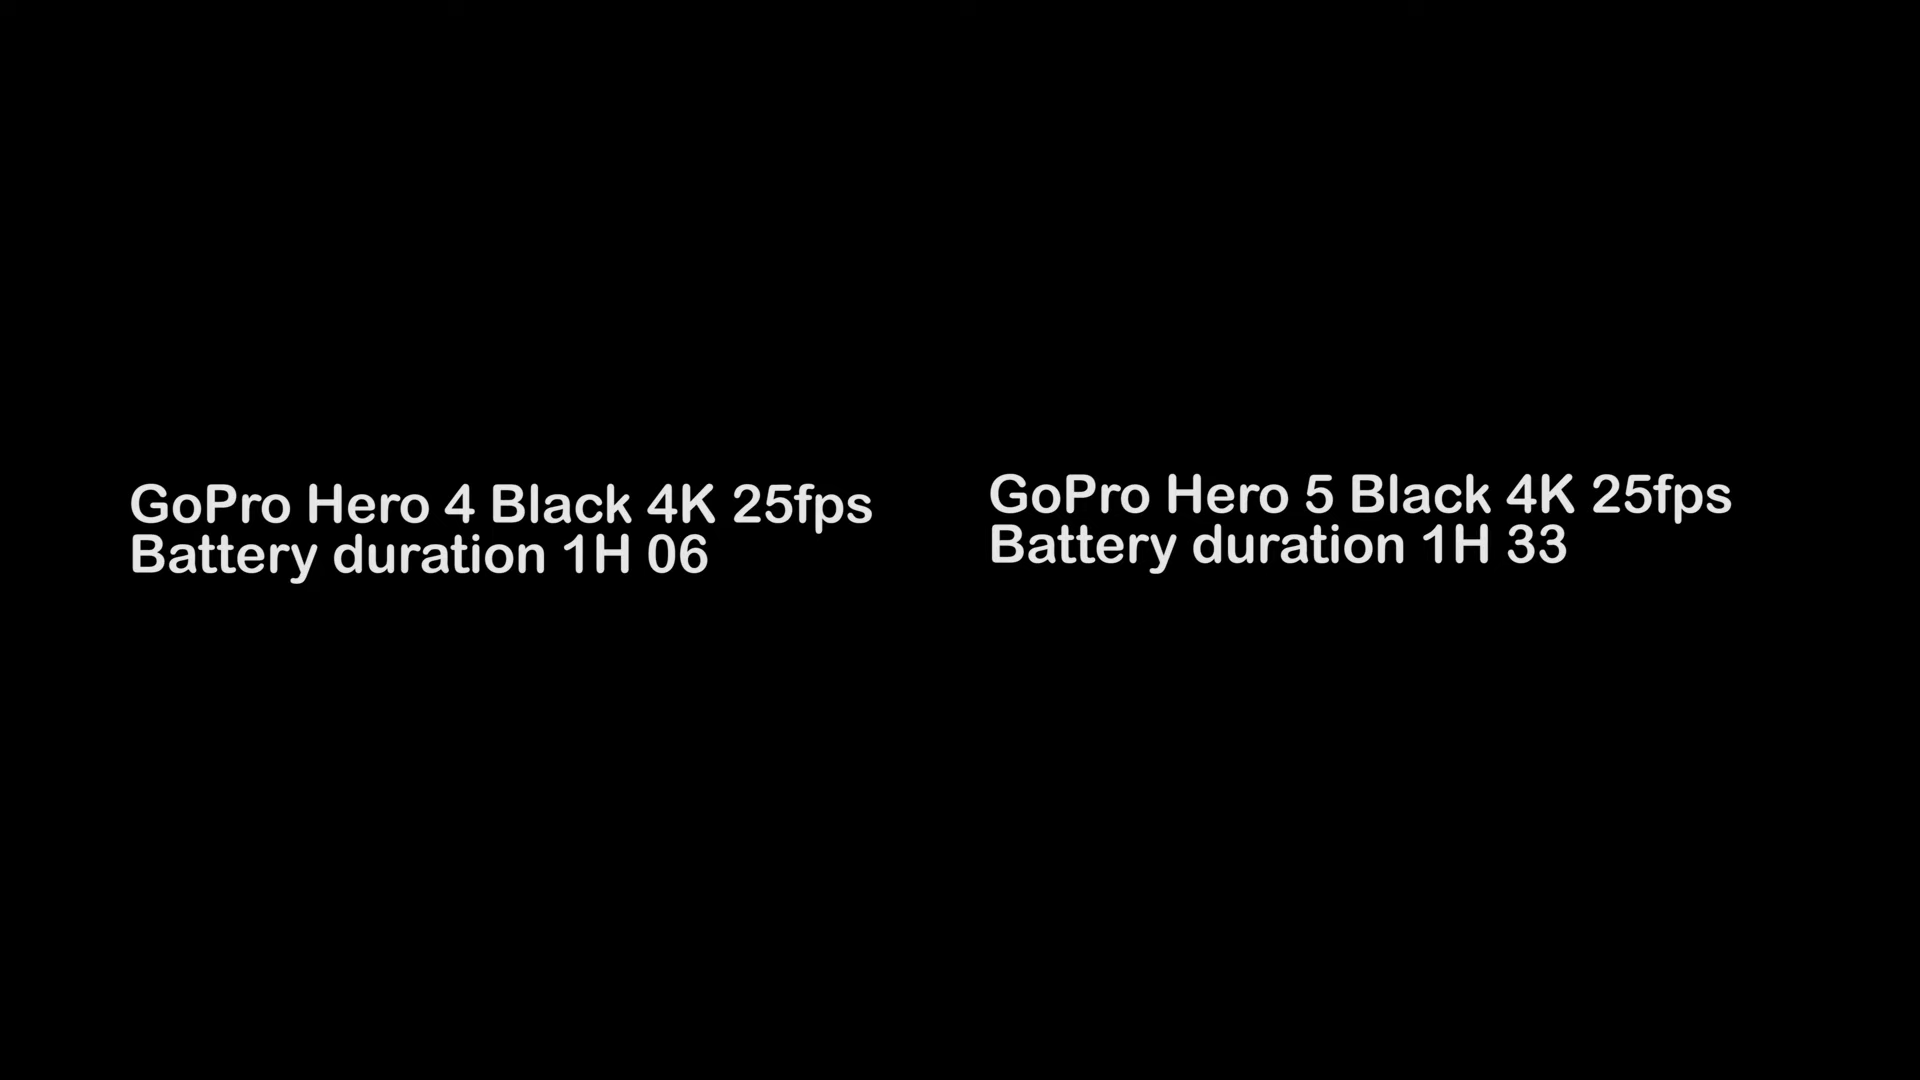 GoPro Hero 4 Black 4K 25fps
Battery duration 1H 06
GoPro Hero 5 Black 4K 25fps
Battery duration 1H 33